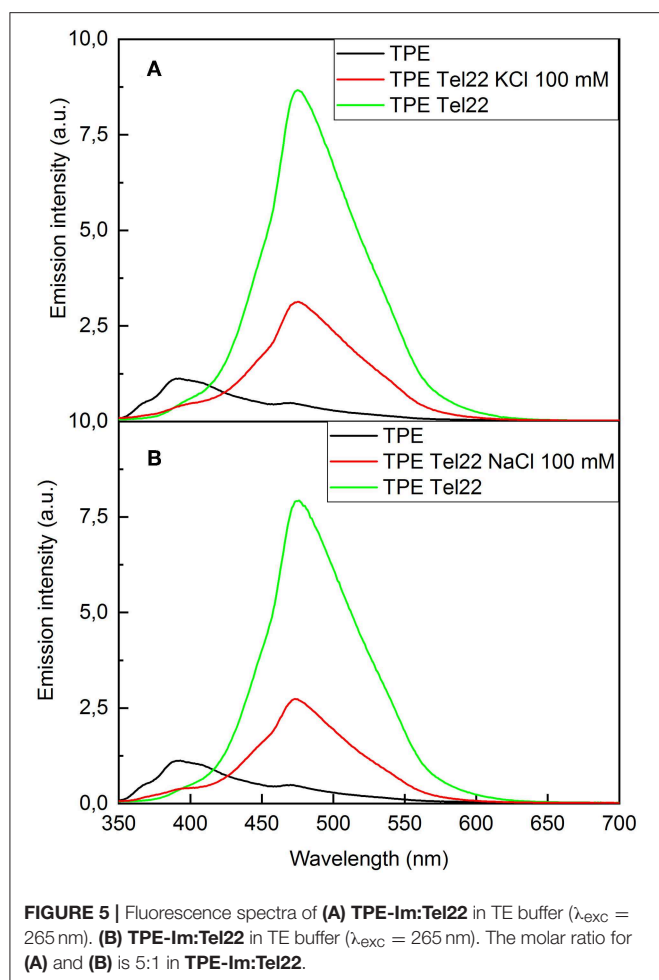 10,0
A
TPE
TPE Tel22 KCl 100 mM
TPE Tel22
7,5
5,0
2,5
Emission intensity (a.u.)
10,0
B
TPE
TPE Tel22 NaCl 100 mM
TPE Tel22
7,5
5,0
2,5
0,0
Emission intensity (a.u.)
350 400 450 500 550 600 650 700
Wavelength (nm)
FIGURE 5 | Fluorescence spectra of (A) TPE-Im:Tel22 in TE buffer (λexc =
265 nm). (B) TPE-Im:Tel22 in TE buffer (λexc = 265 nm). The molar ratio for
(A) and (B) is 5:1 in TPE-Im:Tel22.